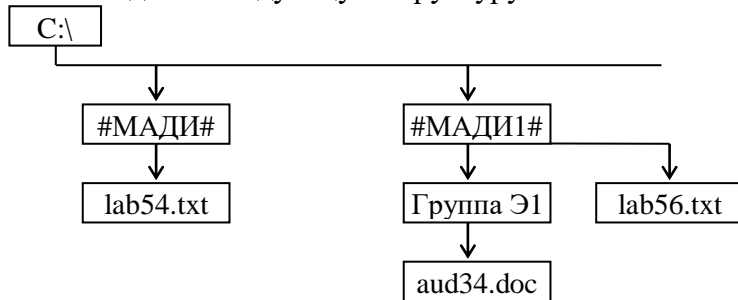 C:\
#МАДИ#
#МАДИ1#
lab54.txt
Группа Э1
lab56.txt
aud34.doc